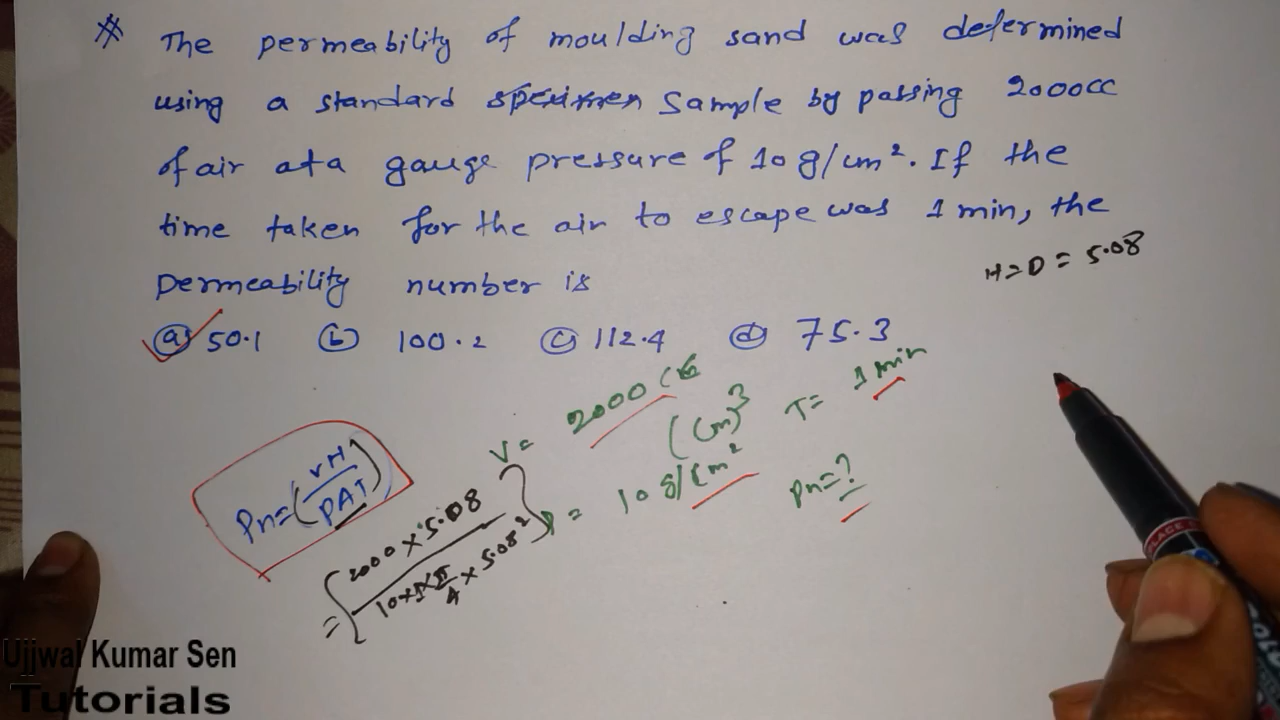 * The permeability of moulding sand was determined
using a standard specimen sample by passing 2000cc
of air at a gauge pressure of 10 g/cm². If the
time taken for the air to escape was 1 min, the
permeability number is
H=D = 5.08
(a) 50.1 (b) 100.2 (c) 112.4 (d) 75.3
V = 2000 cc
(cm)³
T = 1 min
Pn = (VH/PAT)
P = 10 g/cm²
Pn = ?
= {2000 × 5.08 / 10×1×π/4 × 5.08²}
Ujjwal Kumar Sen
Tutorials